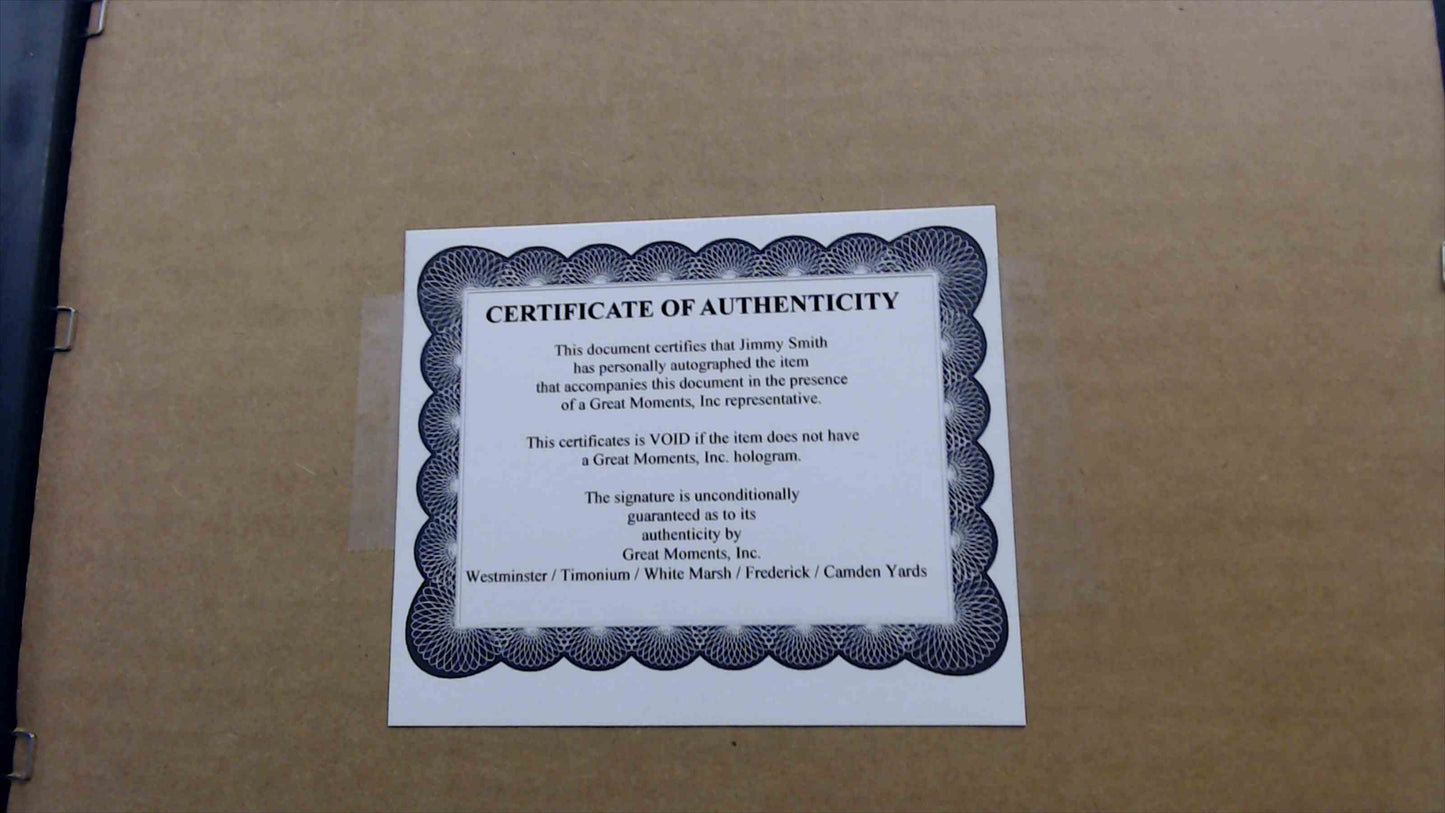 CERTIFICATE OF AUTHENTICITY
This document certifies that Jimmy Smith
has personally autographed the item
that accompanies this document in the presence
of a Great Moments, Inc representative.
This certificates is VOID if the item does not have
a Great Moments, Inc. hologram.
The signature is unconditionally
guaranteed as to its
authenticity by
Great Moments, Inc.
Westminster / Timonium / White Marsh / Frederick / Camden Yards